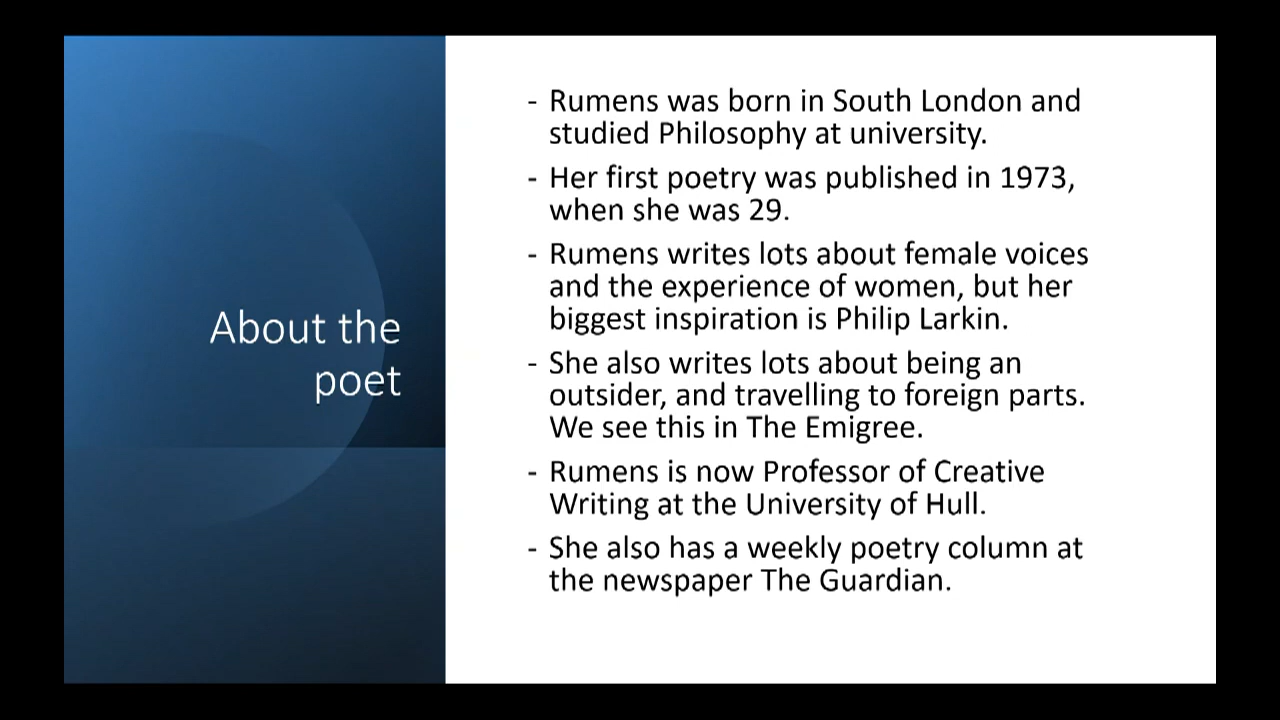 About the
poet
- Rumens was born in South London and
studied Philosophy at university.
- Her first poetry was published in 1973,
when she was 29.
- Rumens writes lots about female voices
and the experience of women, but her
biggest inspiration is Philip Larkin.
- She also writes lots about being an
outsider, and travelling to foreign parts.
We see this in The Emigree.
- Rumens is now Professor of Creative
Writing at the University of Hull.
- She also has a weekly poetry column at
the newspaper The Guardian.